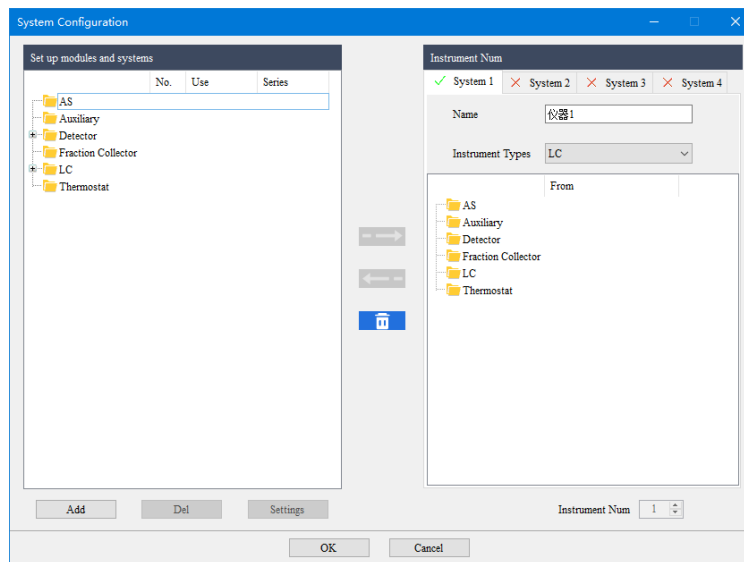 System Configuration
Set up modules and systems
No. Use Series
AS
Auxiliary
Detector
Fraction Collector
LC
Thermostat
Add Del Settings
Instrument Num
System 1 System 2 System 3 System 4
Name 仪器1
Instrument Types LC
From
AS
Auxiliary
Detector
Fraction Collector
LC
Thermostat
Instrument Num 1
OK Cancel